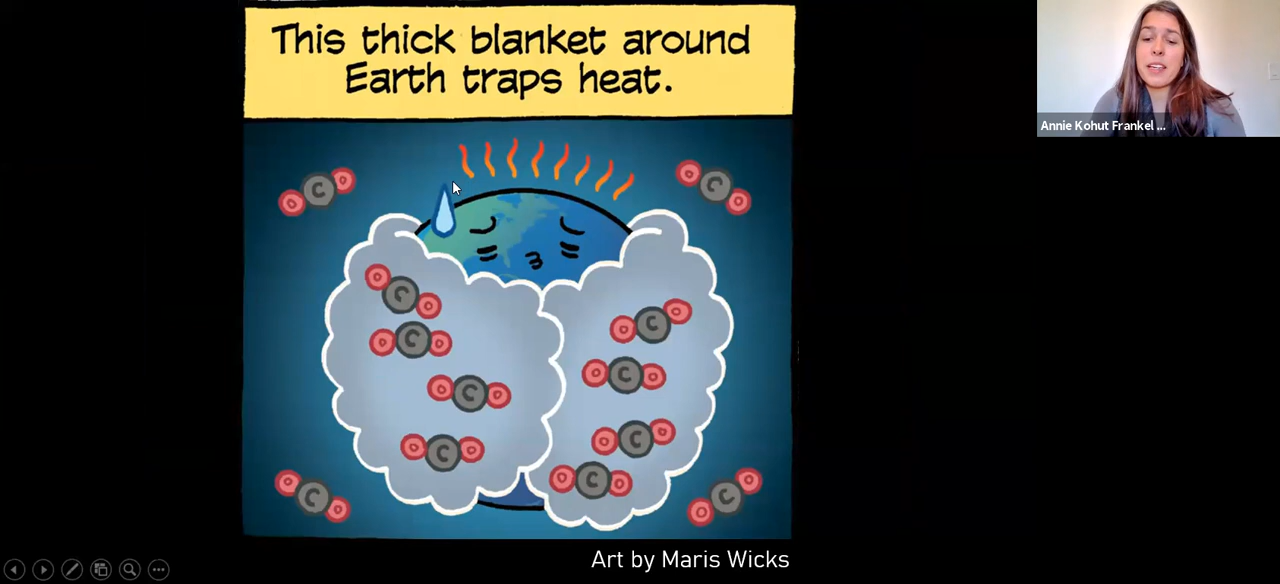 This thick blanket around
Earth traps heat.
Annie Kohut Frankel ...
O C O
O C O
O C O
O C O
O C O
O C O
O C O
O C O
O C O
O C O
O C O
O C O
Art by Maris Wicks